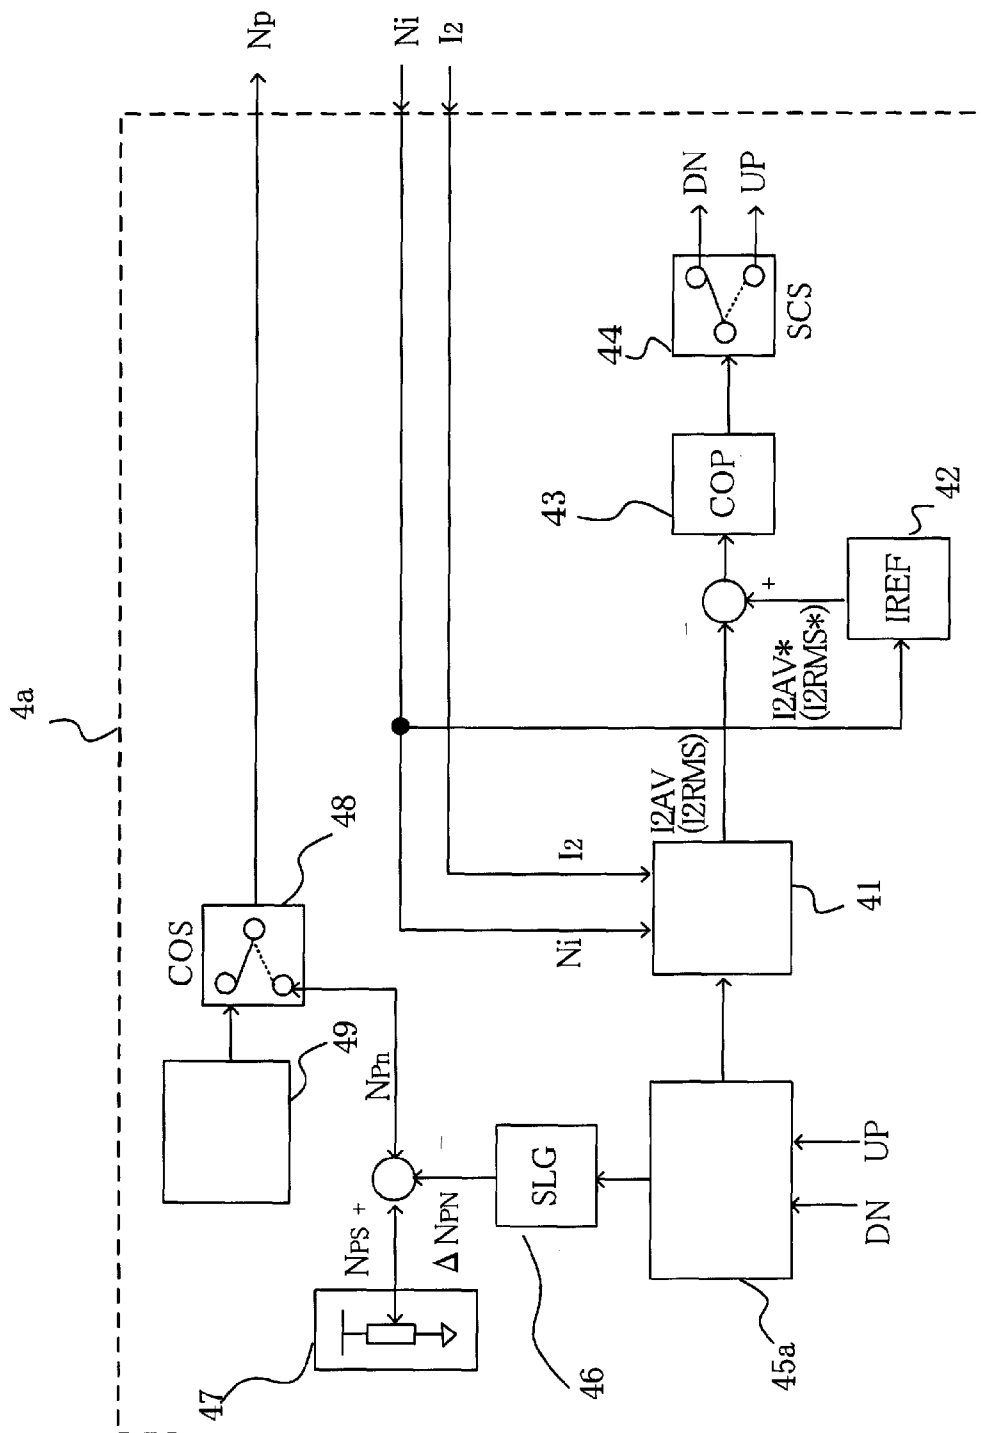 4a
Np
Ni
I2
COS
48
49
NPn
NPS +
ΔNPN
−
47
SLG
46
45a
DN
UP
Ni
I2
41
I2AV
(I2RMS)
−
+
I2AV*
(I2RMS*)
IREF
42
COP
43
44
SCS
DN
UP